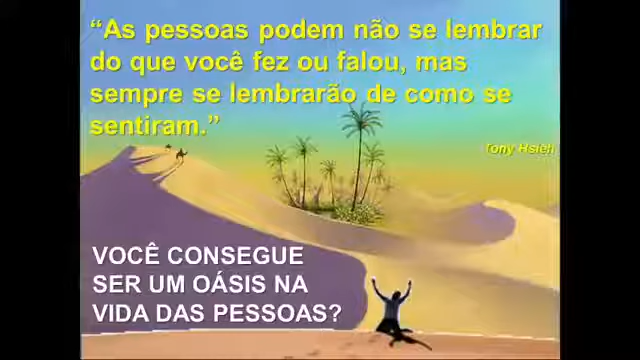 “As pessoas podem não se lembrar
do que você fez ou falou, mas
sempre se lembrarão de como se
sentiram.”
Tony Hsieh
VOCÊ CONSEGUE
SER UM OÁSIS NA
VIDA DAS PESSOAS?